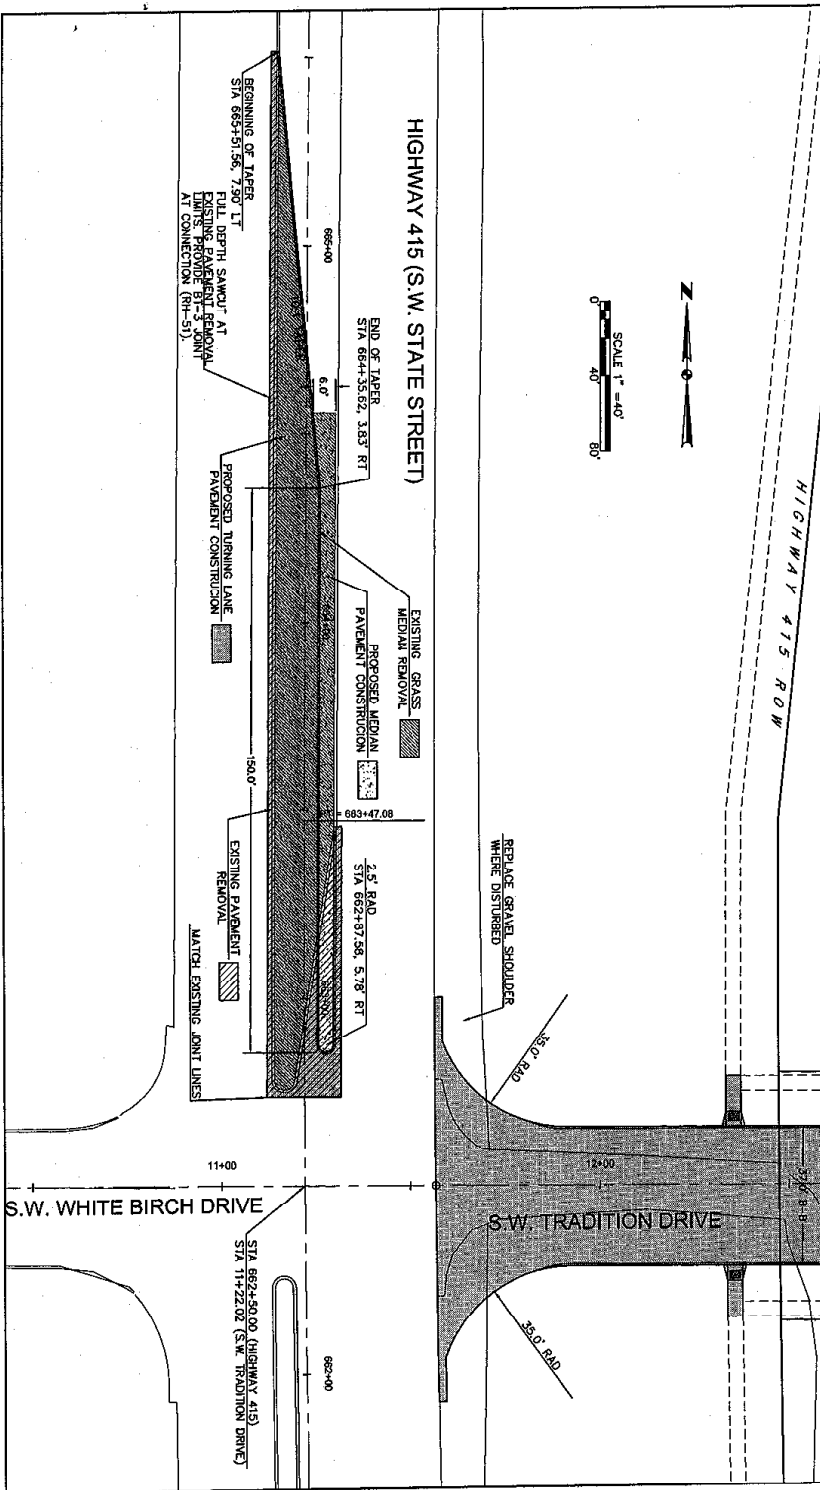 HIGHWAY 415 ROW
N
SCALE 1" =40'
0
40'
80'
HIGHWAY 415 (S.W. STATE STREET)
BEGINNING OF TAPER
STA 665+51.56, 7.90' LT
FULL DEPTH SAWCUT AT
EXISTING PAVEMENT REMOVAL
LIMITS. PROVIDE BT-3 JOINT
AT CONNECTION (RH-51).
665+00
END OF TAPER
STA 664+35.62, 3.83' RT
6.0'
PROPOSED TURNING LANE
PAVEMENT CONSTRUCION
EXISTING GRASS
MEDIAN REMOVAL
PROPOSED MEDIAN
PAVEMENT CONSTRUCION
664+00
150.0'
= 683+47.08
EXISTING PAVEMENT
REMOVAL
2.5' RAD
STA 662+87.58, 5.78' RT
663+00
MATCH EXISTING JOINT LINES
REPLACE GRAVEL SHOULDER
WHERE DISTURBED
35.0' RAD
11+00
12+00
S.W. WHITE BIRCH DRIVE
S.W. TRADITION DRIVE
STA 662+50.00 (HIGHWAY 415)
STA 11+22.02 (S.W. TRADITION DRIVE)
662+00
35.0' RAD